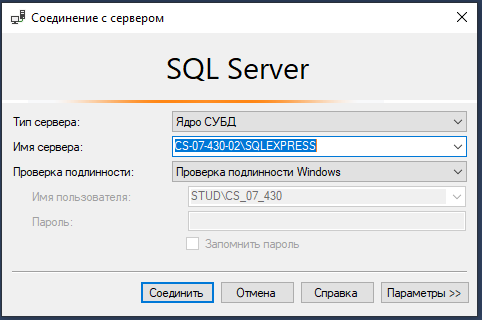 Соединение с сервером
SQL Server
Тип сервера: Ядро СУБД
Имя сервера: CS-07-430-02\SQLEXPRESS
Проверка подлинности: Проверка подлинности Windows
Имя пользователя: STUD\CS_07_430
Пароль:
Запомнить пароль
Соединить Отмена Справка Параметры >>